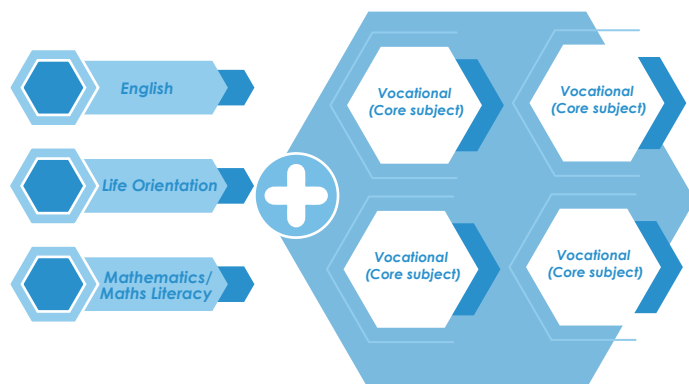 English
Life Orientation
Mathematics/
Maths Literacy
Vocational
(Core subject)
Vocational
(Core subject)
Vocational
(Core subject)
Vocational
(Core subject)